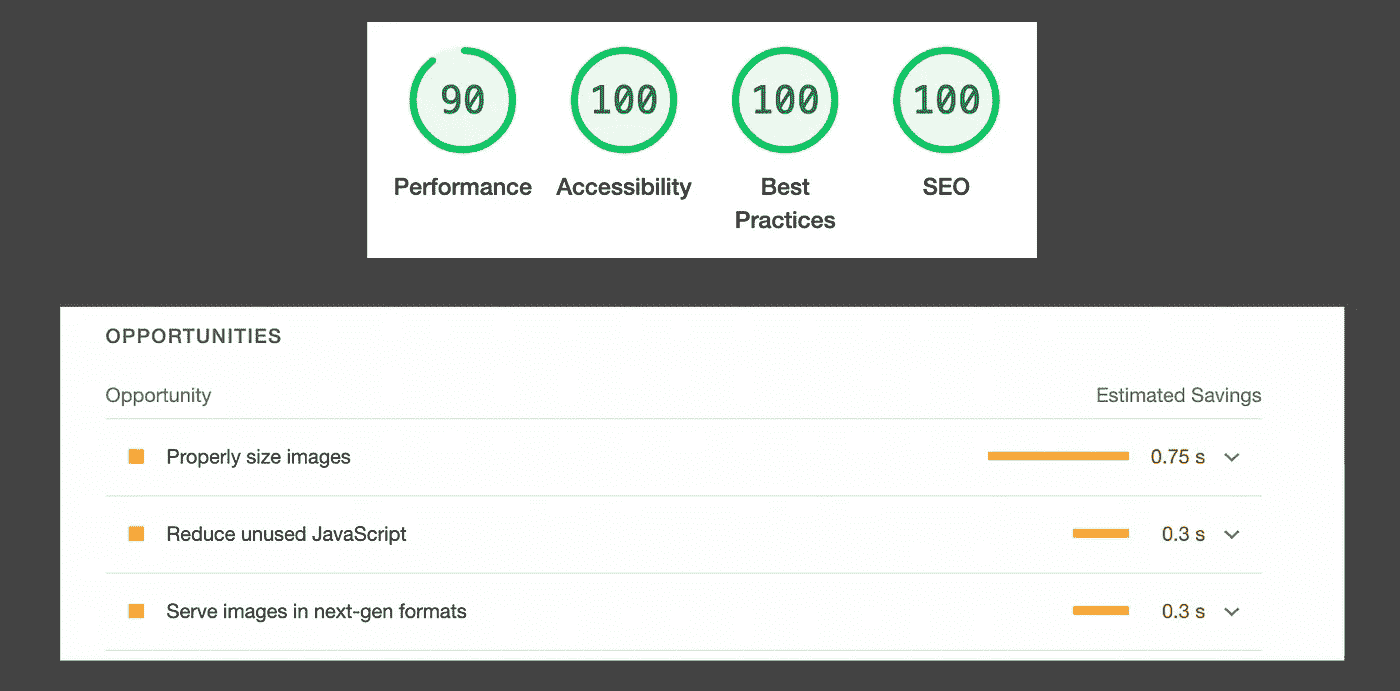 90 100 100 100
Performance Accessibility Best Practices SEO
OPPORTUNITIES
Opportunity Estimated Savings
Properly size images 0.75 s
Reduce unused JavaScript 0.3 s
Serve images in next-gen formats 0.3 s